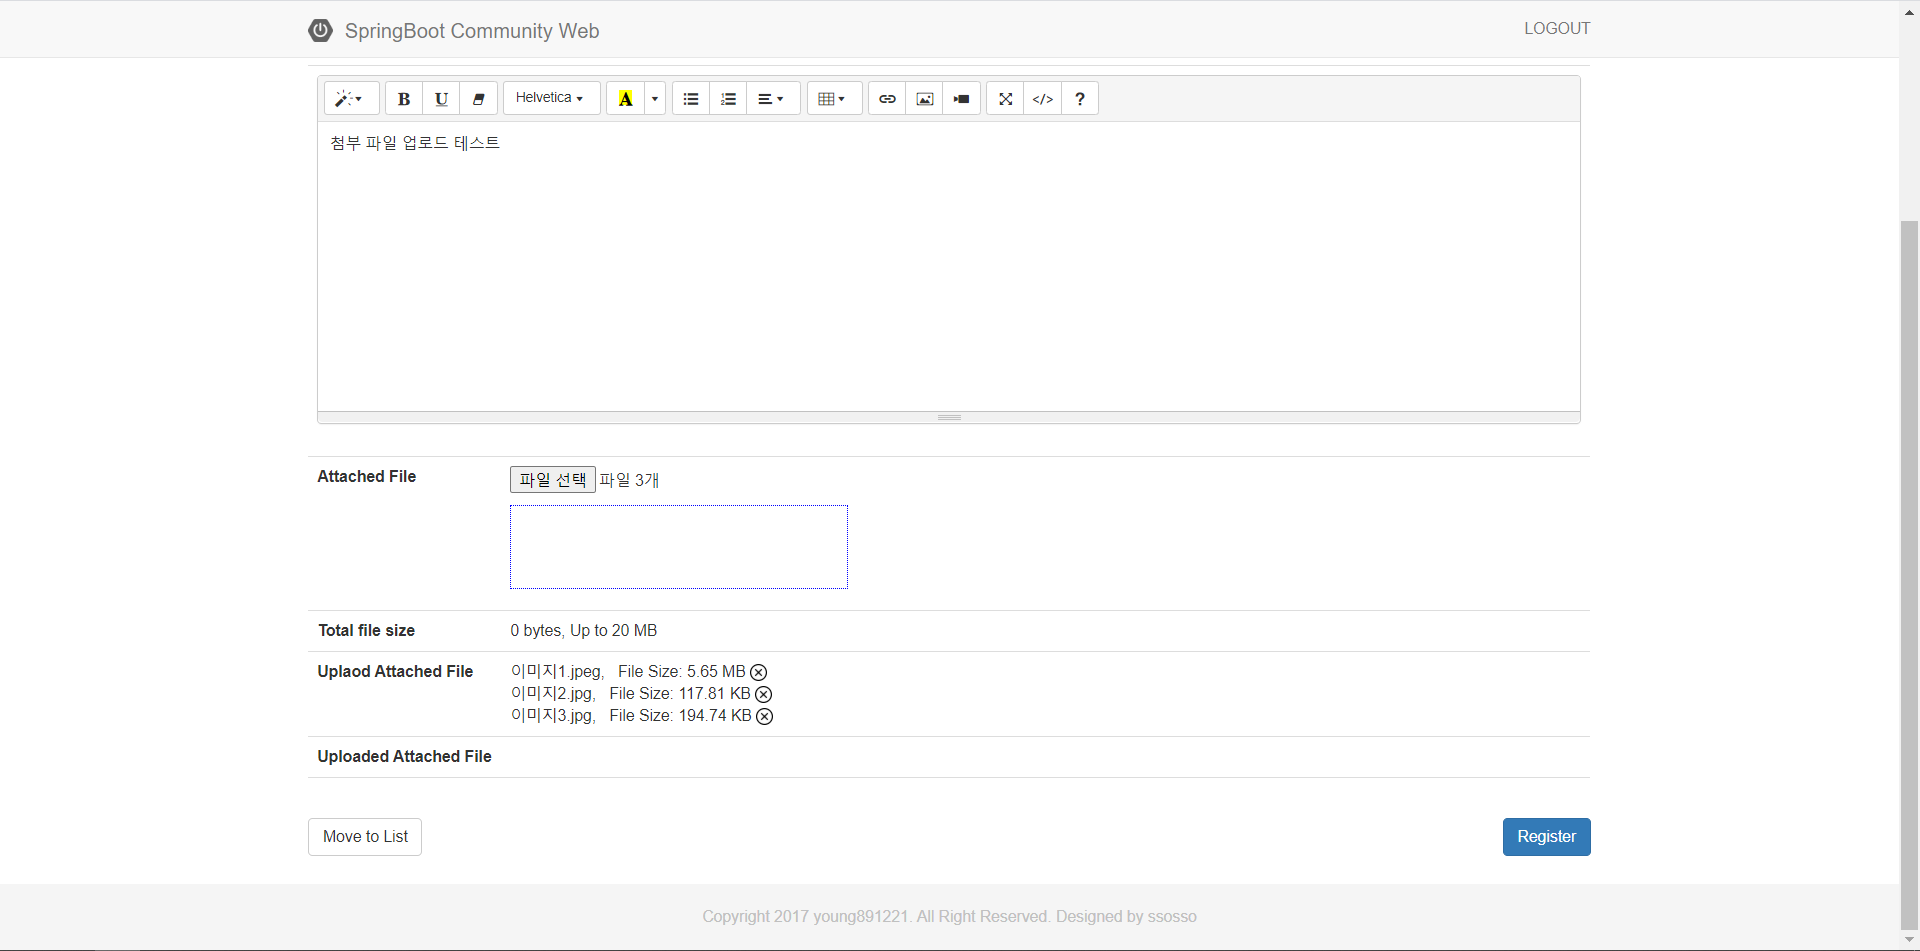 SpringBoot Community Web
LOGOUT
B U Helvetica A </> ?
첨부 파일 업로드 테스트
Attached File
파일 선택 파일 3개
Total file size
0 bytes, Up to 20 MB
Uplaod Attached File
이미지1.jpeg, File Size: 5.65 MB
이미지2.jpg, File Size: 117.81 KB
이미지3.jpg, File Size: 194.74 KB
Uploaded Attached File
Move to List
Register
Copyright 2017 young891221. All Right Reserved. Designed by ssosso